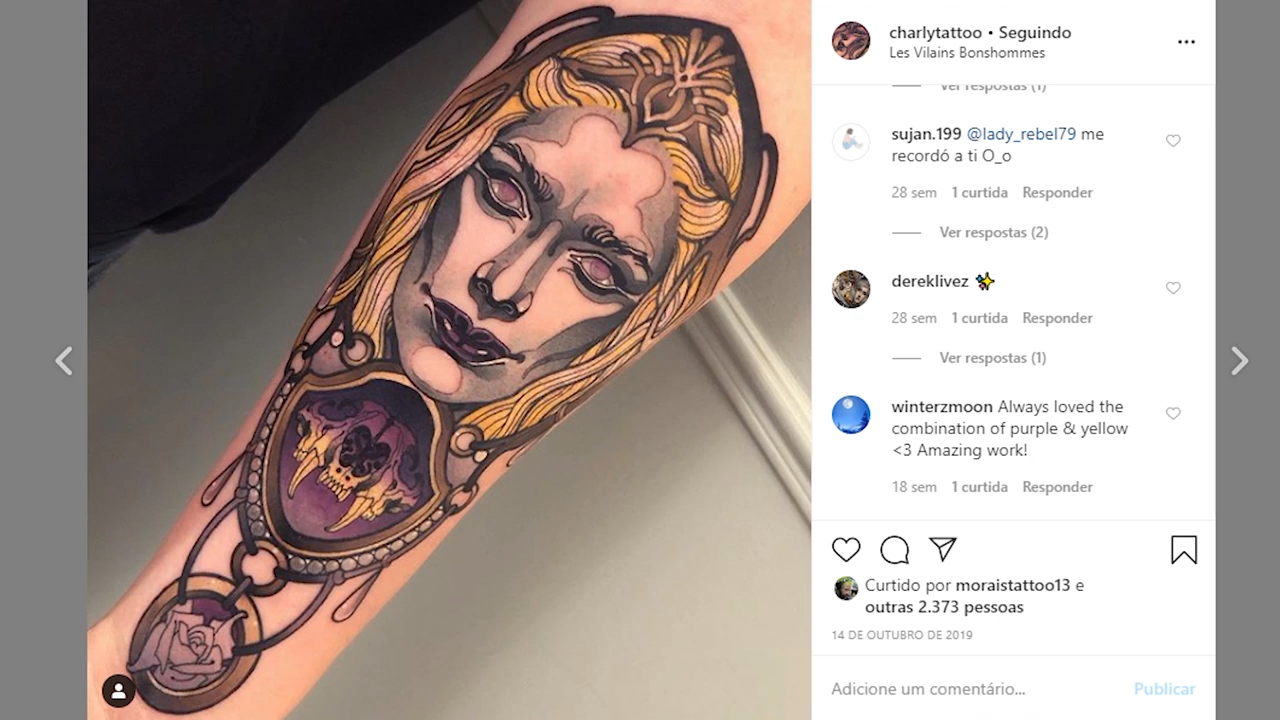 charlytattoo • Seguindo
Les Vilains Bonshommes
Ver respostas (1)
sujan.199 @lady_rebel79 me
recordó a ti O_o
28 sem 1 curtida Responder
Ver respostas (2)
dereklivez ✨
28 sem 1 curtida Responder
Ver respostas (1)
winterzmoon Always loved the
combination of purple & yellow
<3 Amazing work!
18 sem 1 curtida Responder
Curtido por moraistattoo13 e
outras 2.373 pessoas
14 DE OUTUBRO DE 2019
Adicione um comentário... Publicar